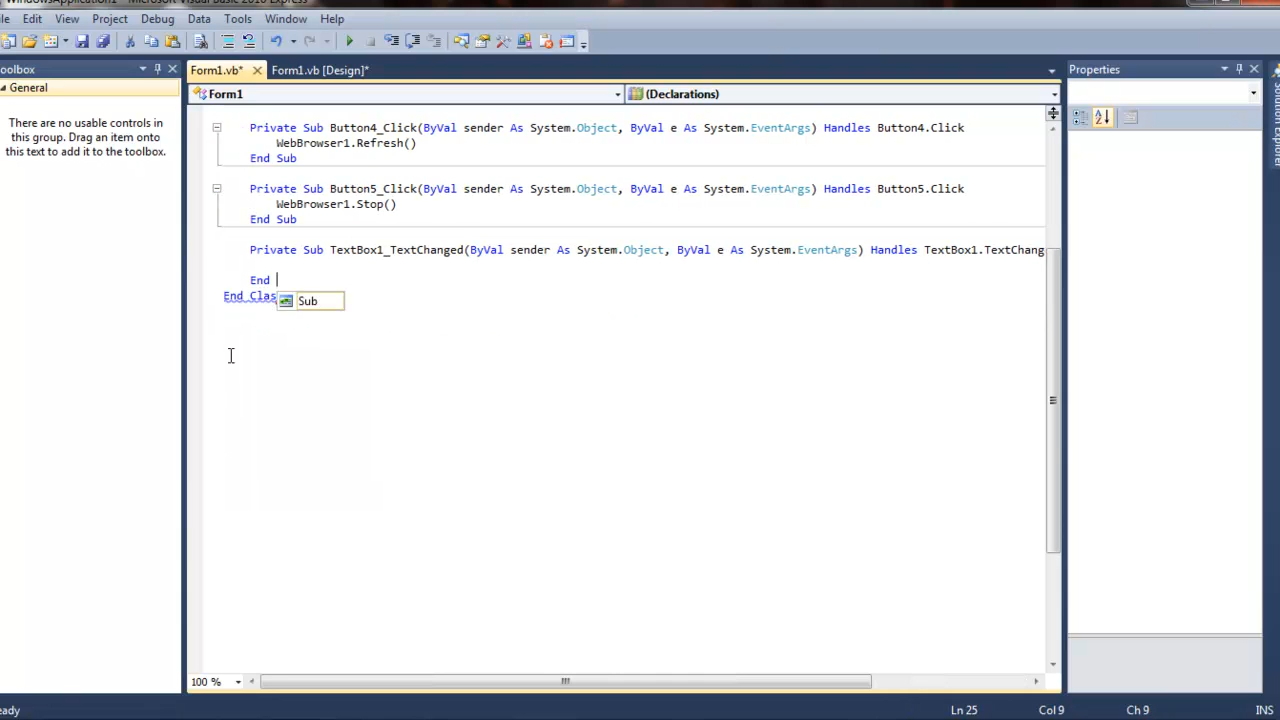 WindowsApplication1 - Microsoft Visual Basic 2010 Express
File Edit View Project Debug Data Tools Window Help
Toolbox
General
There are no usable controls in
this group. Drag an item onto
this text to add it to the toolbox.
Form1.vb*
Form1.vb [Design]*
Form1
(Declarations)
Private Sub Button4_Click(ByVal sender As System.Object, ByVal e As System.EventArgs) Handles Button4.Click
WebBrowser1.Refresh()
End Sub
Private Sub Button5_Click(ByVal sender As System.Object, ByVal e As System.EventArgs) Handles Button5.Click
WebBrowser1.Stop()
End Sub
Private Sub TextBox1_TextChanged(ByVal sender As System.Object, ByVal e As System.EventArgs) Handles TextBox1.TextChang
End
End Clas
Sub
100 %
Properties
Solution Explorer
eady
Ln 25
Col 9
Ch 9
INS